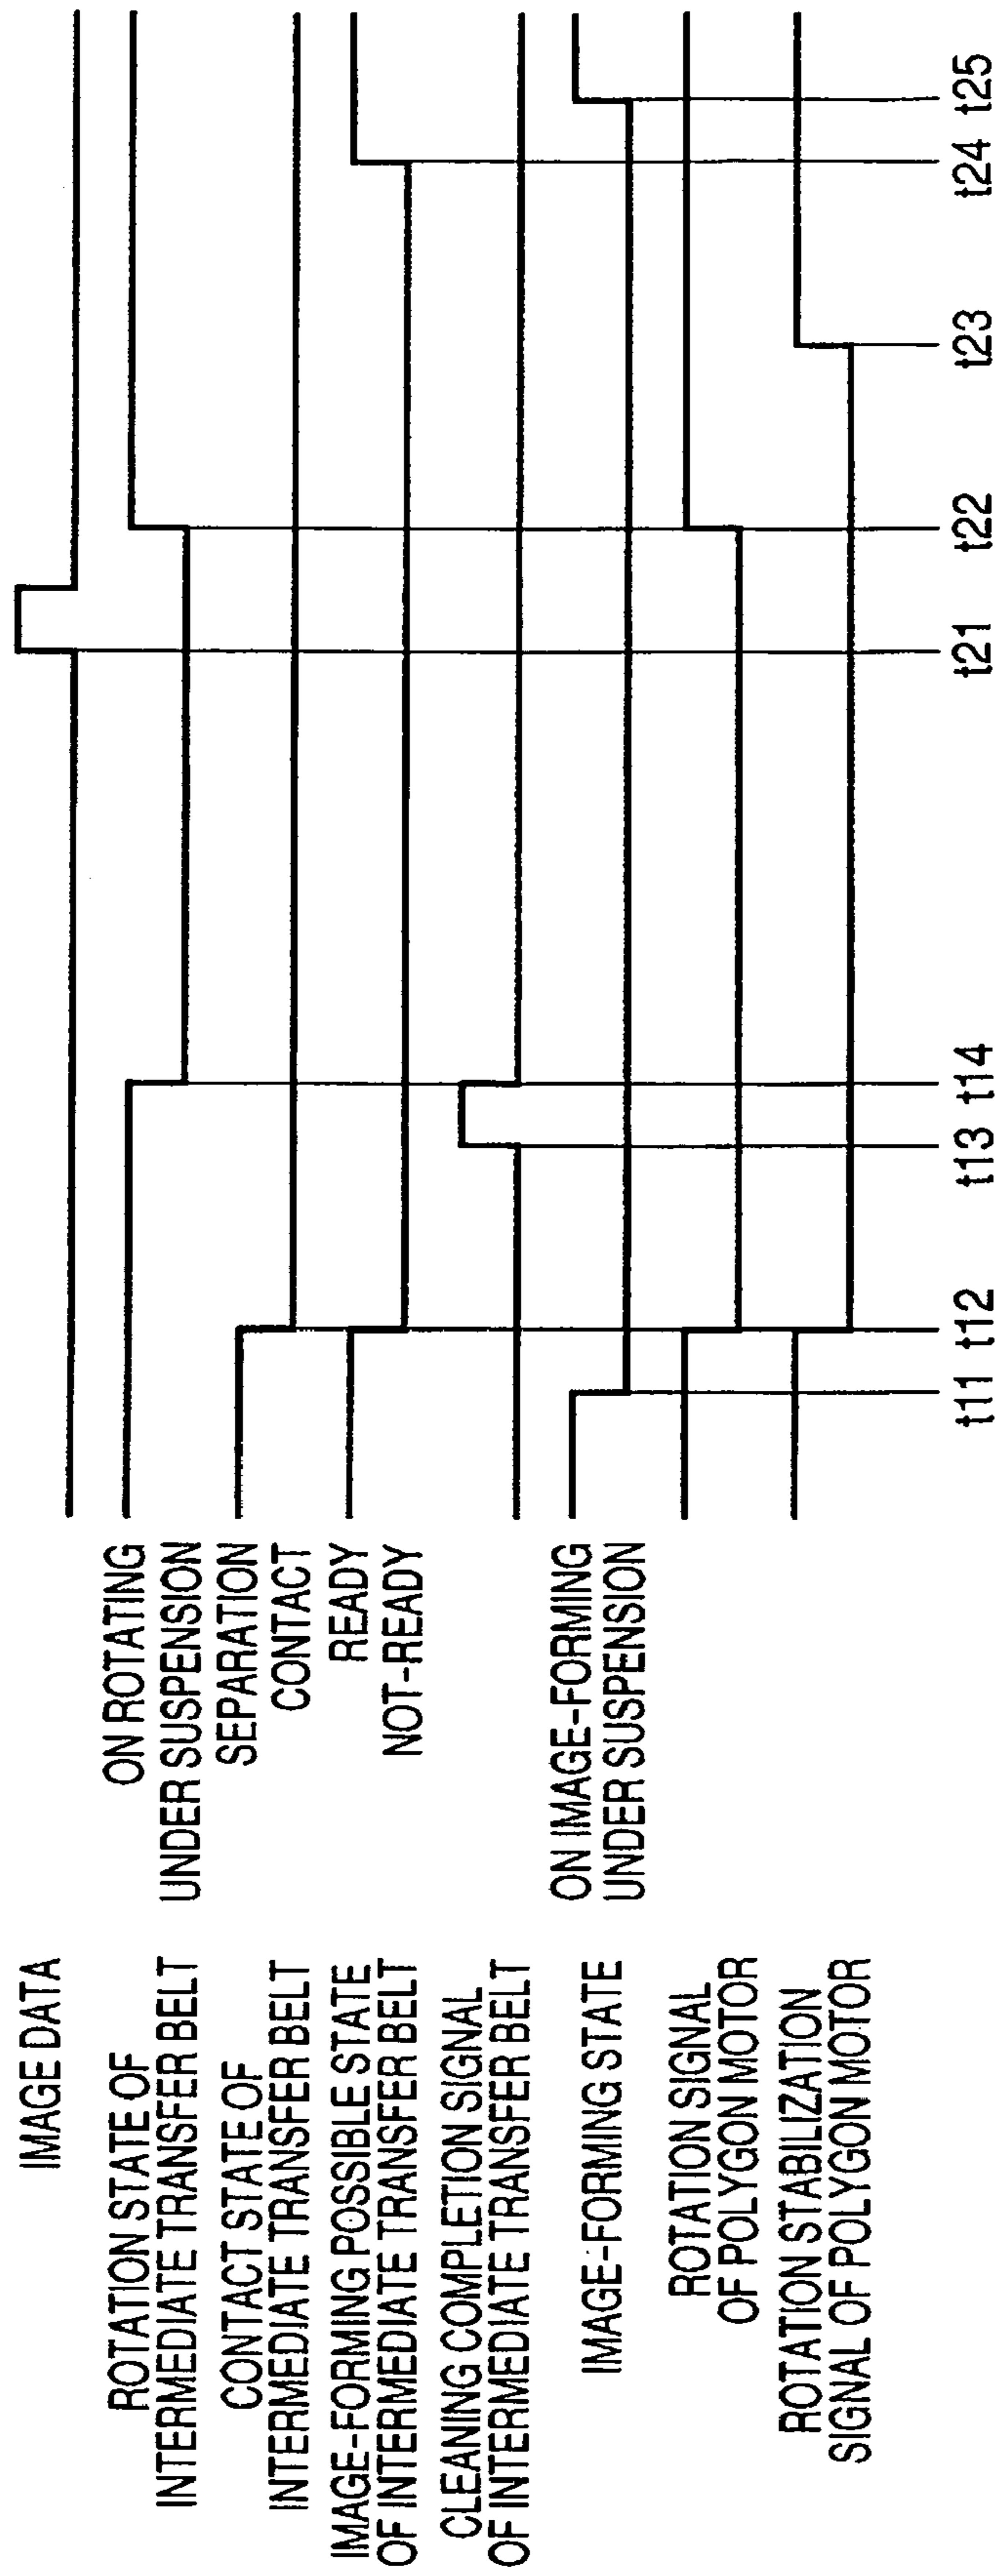 IMAGE DATA
ROTATION STATE OF
INTERMEDIATE TRANSFER BELT
ON ROTATING
UNDER SUSPENSION
CONTACT STATE OF
INTERMEDIATE TRANSFER BELT
SEPARATION
CONTACT
IMAGE-FORMING POSSIBLE STATE
OF INTERMEDIATE TRANSFER BELT
READY
NOT-READY
CLEANING COMPLETION SIGNAL
OF INTERMEDIATE TRANSFER BELT
IMAGE-FORMING STATE
ON IMAGE-FORMING
UNDER SUSPENSION
ROTATION SIGNAL
OF POLYGON MOTOR
ROTATION STABILIZATION
SIGNAL OF POLYGON MOTOR
t11 t12 t13 t14 t21 t22 t23 t24 t25